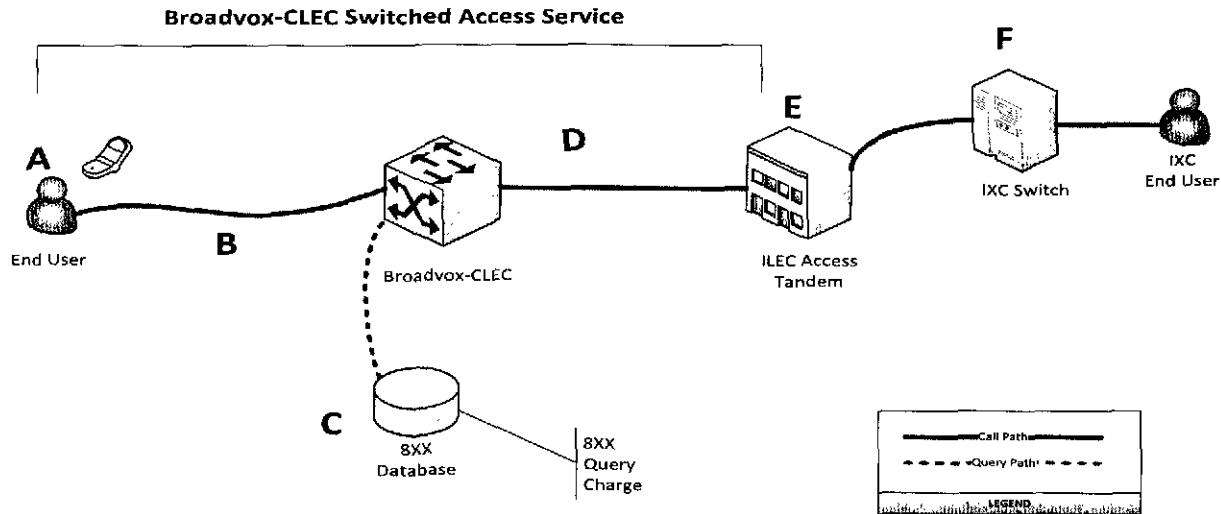 Broadvox-CLEC Switched Access Service
F
E
A
D
IXC Switch
IXC
End User
B
End User
Broadvox-CLEC
ILEC Access
Tandem
C
8XX
Database
8XX
Query
Charge
Call Path
Query Path
LEGEND